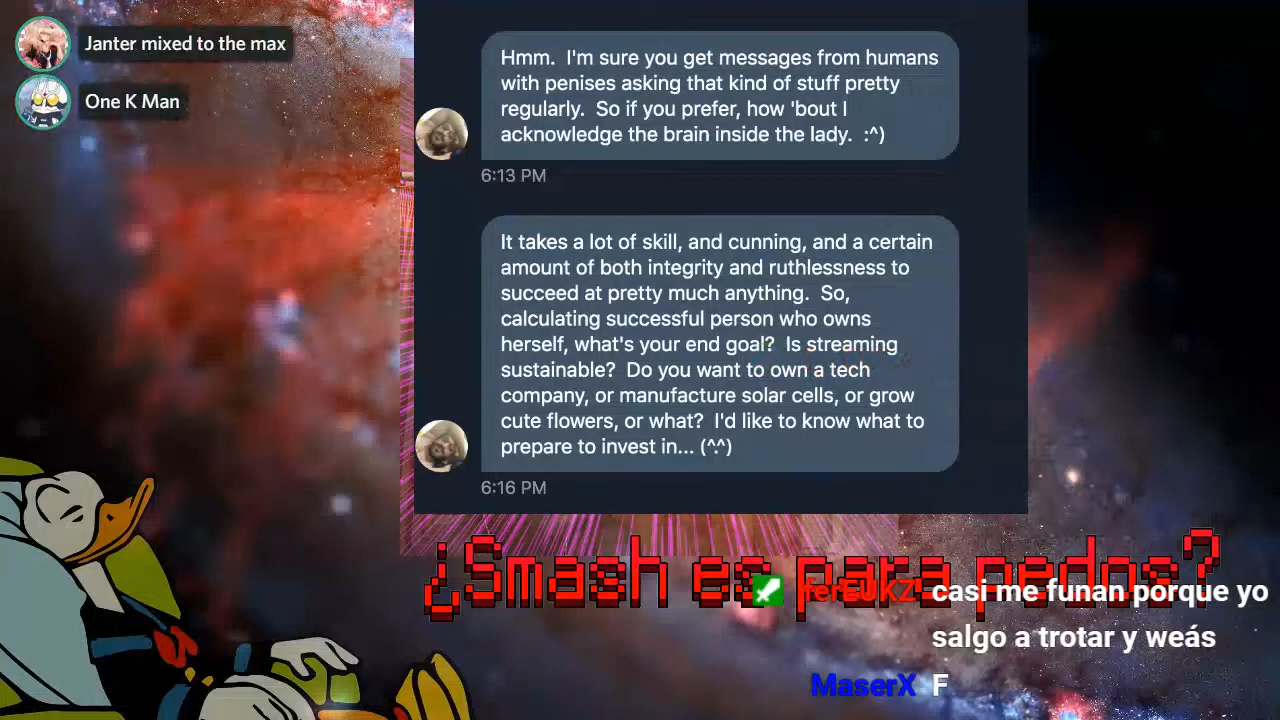 Janter mixed to the max
One K Man
Hmm.  I'm sure you get messages from humans
with penises asking that kind of stuff pretty
regularly.  So if you prefer, how 'bout I
acknowledge the brain inside the lady.  :^)
6:13 PM
It takes a lot of skill, and cunning, and a certain
amount of both integrity and ruthlessness to
succeed at pretty much anything.  So,
calculating successful person who owns
herself, what's your end goal?  Is streaming
sustainable?  Do you want to own a tech
company, or manufacture solar cells, or grow
cute flowers, or what?  I'd like to know what to
prepare to invest in... (^.^)
6:16 PM
¿Smash es para pedos?
ferEUKZ casi me funan porque yo
salgo a trotar y weás
MaserX F